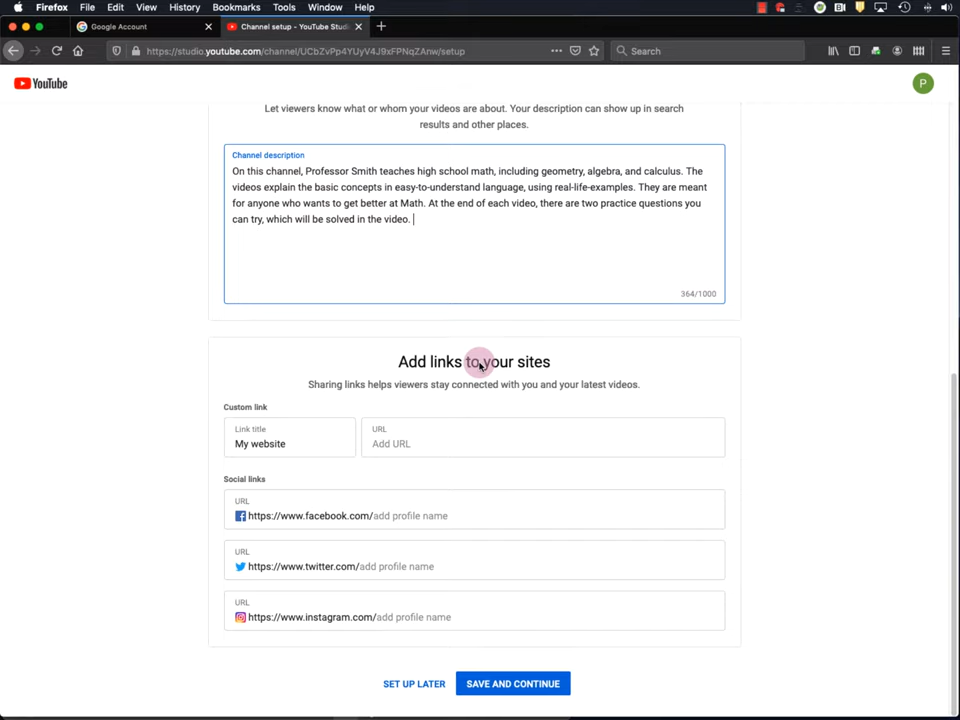 Firefox File Edit View History Bookmarks Tools Window Help
Google Account
Channel setup - YouTube Studi
https://studio.youtube.com/channel/UCbZvPp4YUyV4J9xFPNqZAnw/setup
Search
YouTube
P
Let viewers know what or whom your videos are about. Your description can show up in search
results and other places.
Channel description
On this channel, Professor Smith teaches high school math, including geometry, algebra, and calculus. The
videos explain the basic concepts in easy-to-understand language, using real-life-examples. They are meant
for anyone who wants to get better at Math. At the end of each video, there are two practice questions you
can try, which will be solved in the video.
364/1000
Add links to your sites
Sharing links helps viewers stay connected with you and your latest videos.
Custom link
Link title
My website
URL
Add URL
Social links
URL
https://www.facebook.com/add profile name
URL
https://www.twitter.com/add profile name
URL
https://www.instagram.com/add profile name
SET UP LATER
SAVE AND CONTINUE